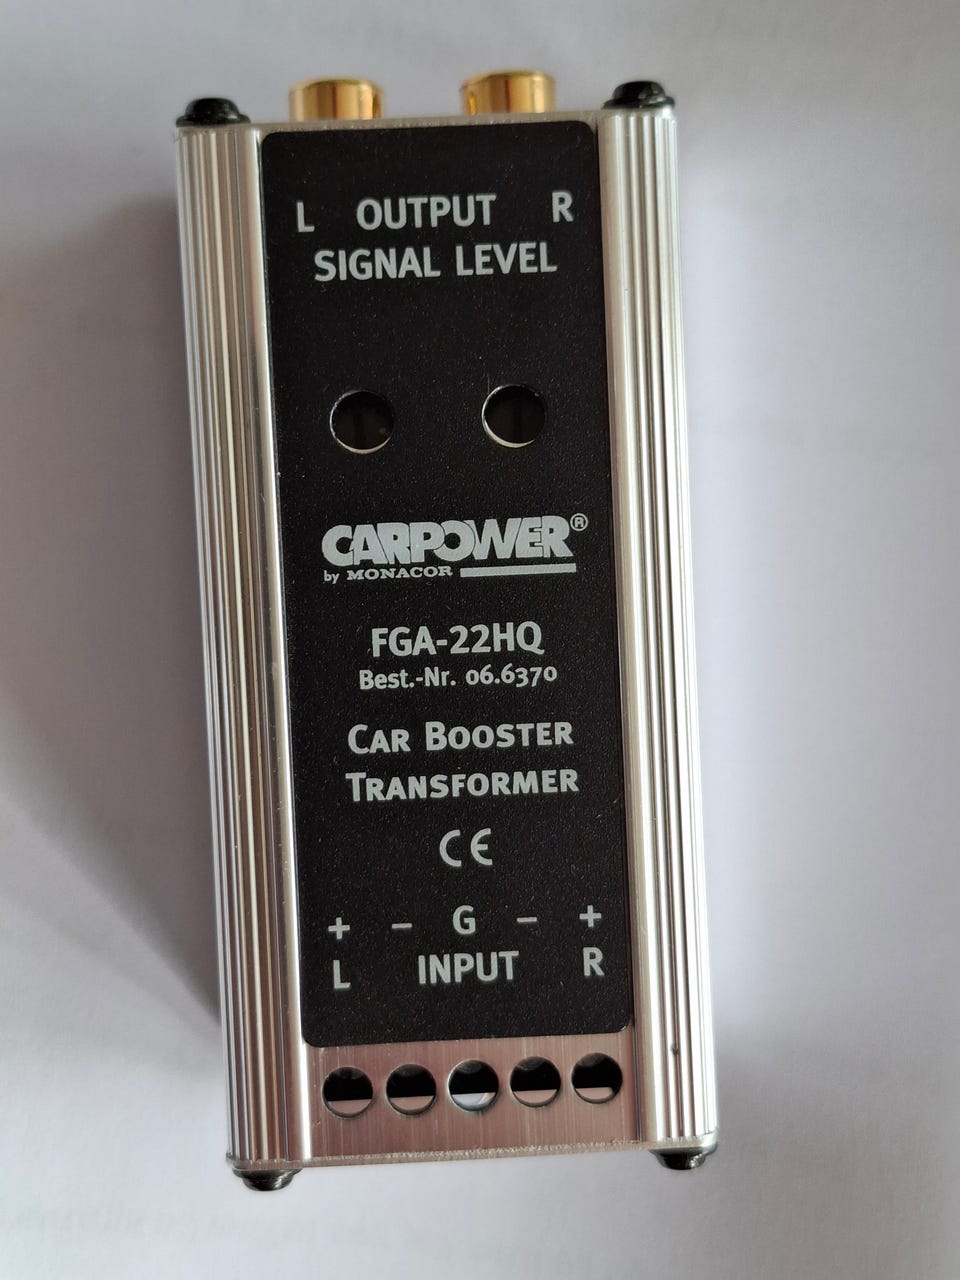 L OUTPUT R
SIGNAL LEVEL
CARPOWER®
by MONACOR
FGA-22HQ
Best.-Nr. 06.6370
CAR BOOSTER
TRANSFORMER
CE
+ − G − +
L INPUT R